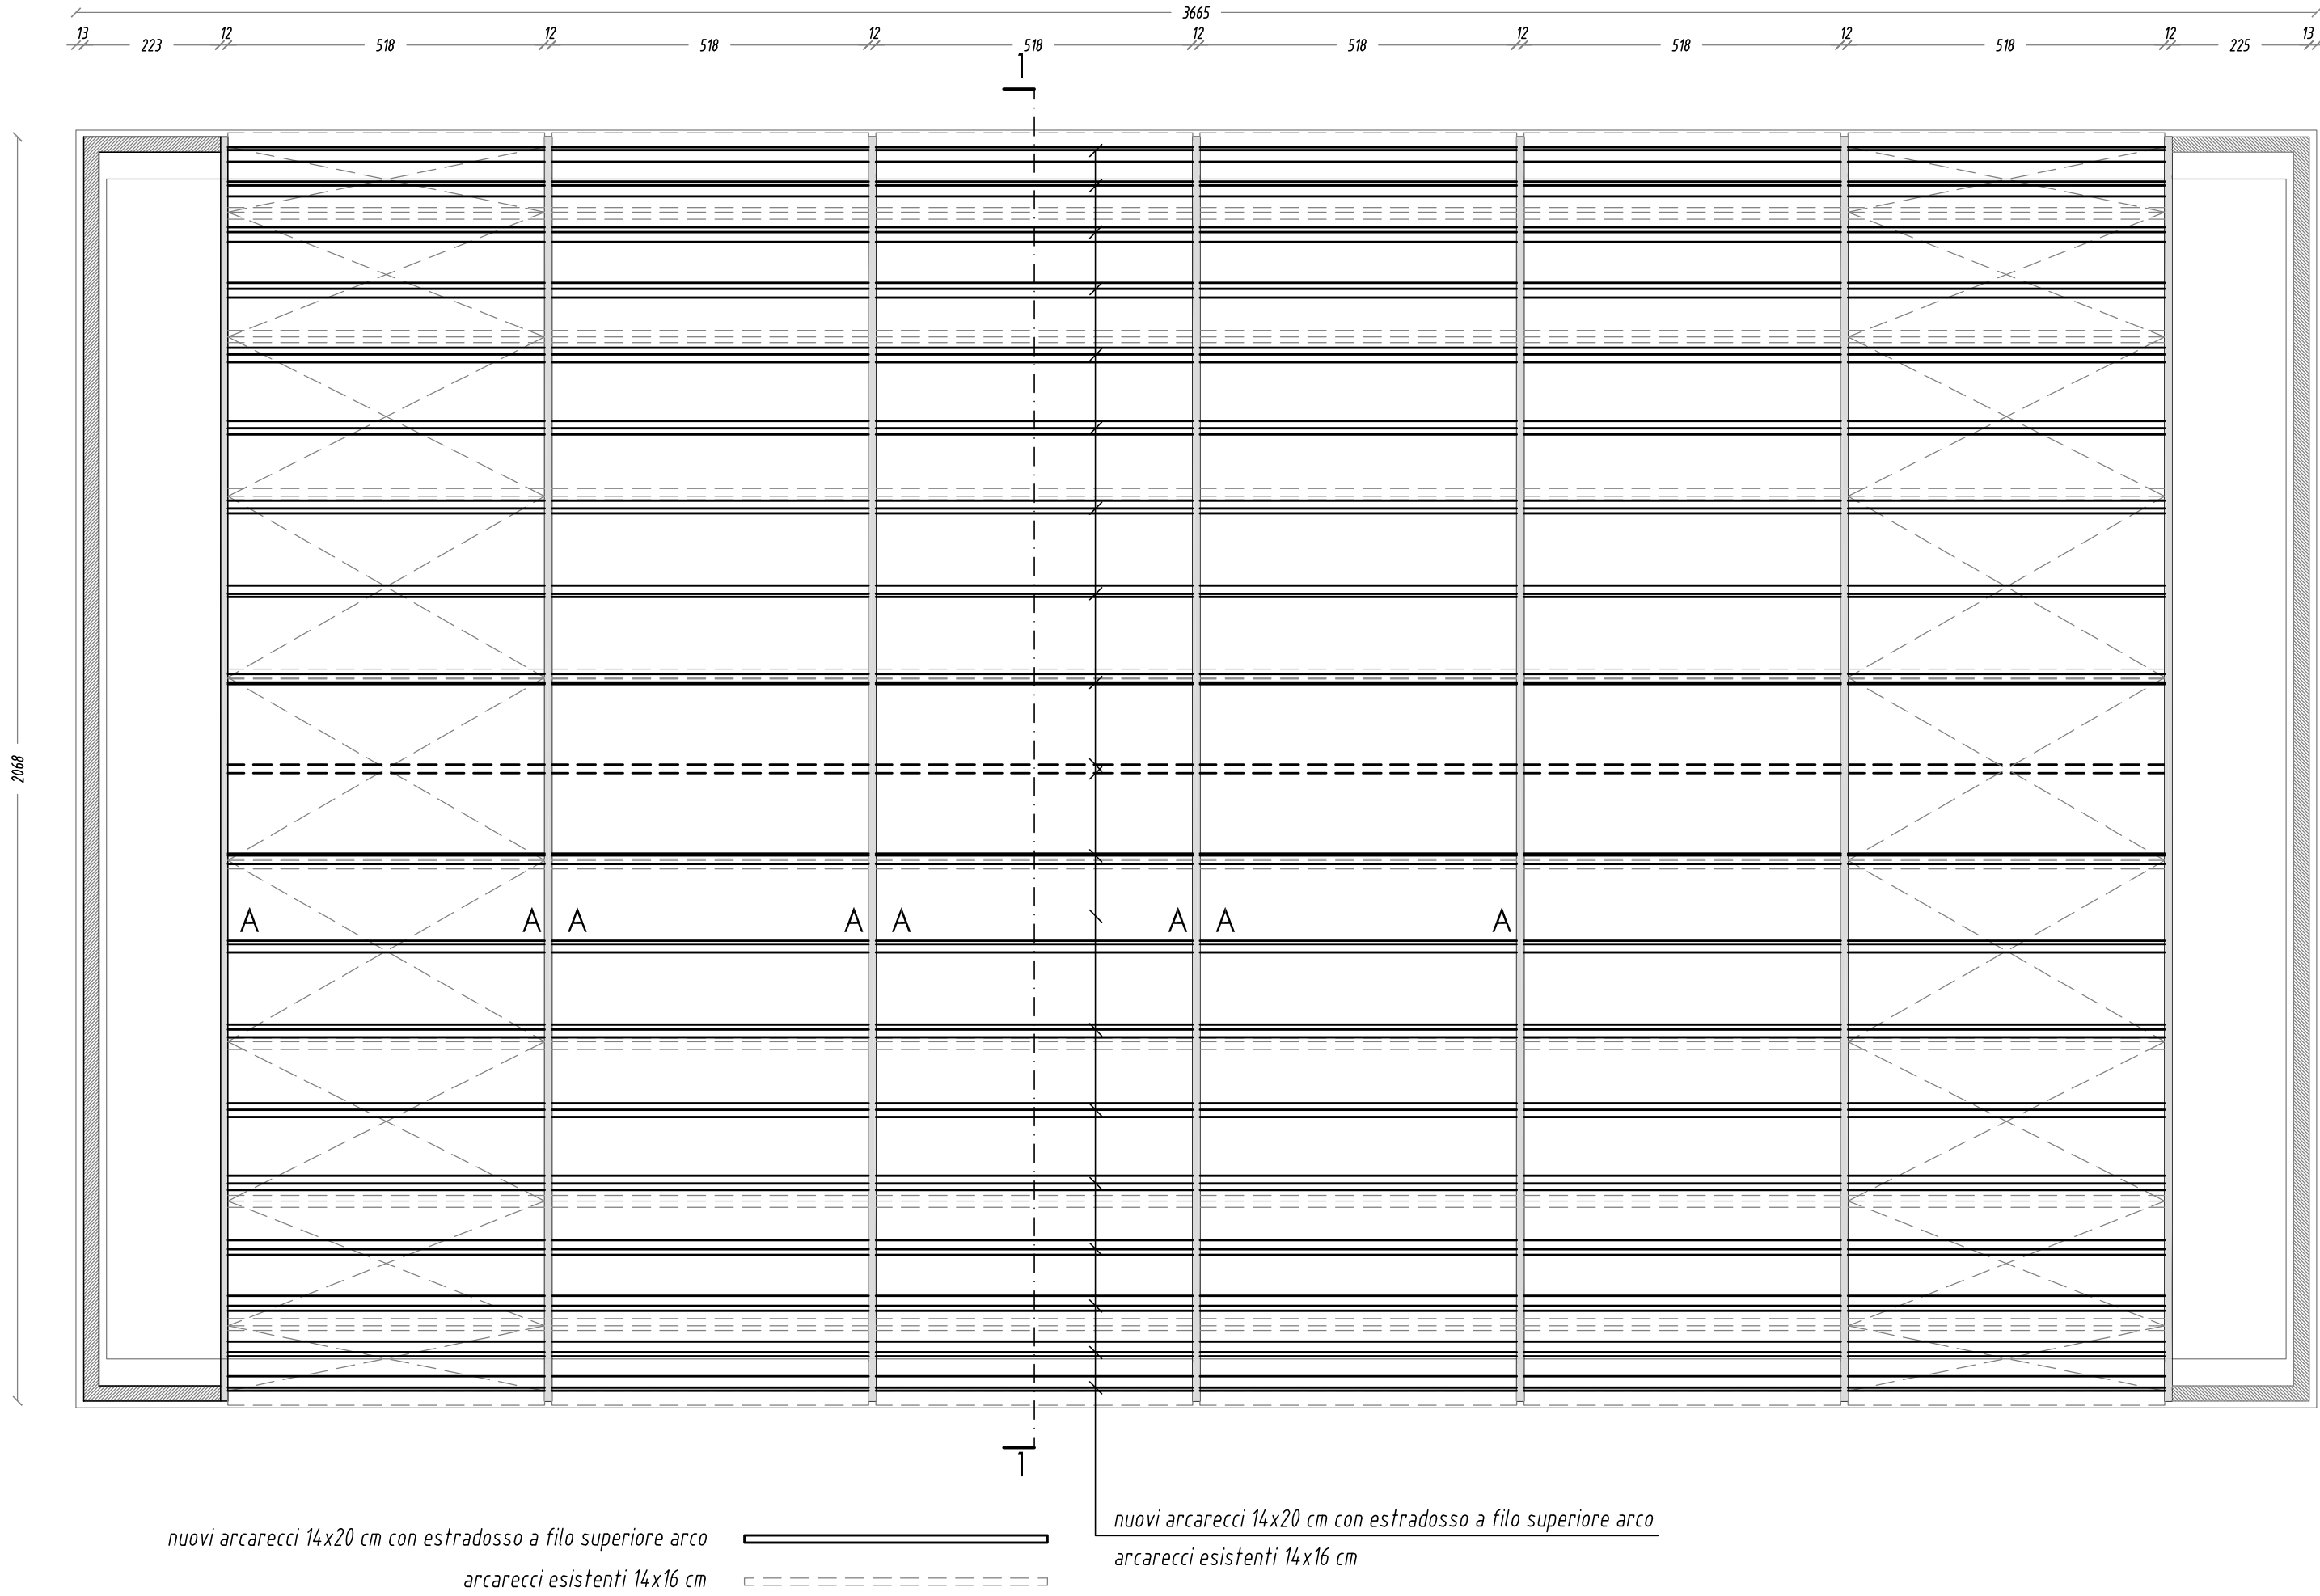 3665
13 223 12 518 12 518 12 518 12 518 12 518 12 518 12 225 13
1
2068
A A A A A A A A
1
nuovi arcarecci 14x20 cm con estradosso a filo superiore arco
arcarecci esistenti 14x16 cm
nuovi arcarecci 14x20 cm con estradosso a filo superiore arco
arcarecci esistenti 14x16 cm